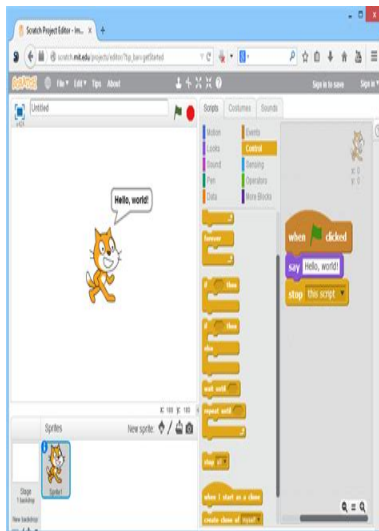 Scratch Project Editor - Im...
scratch.mit.edu/projects/editor/?tip_bar=getStarted
SCRATCH File Edit Tips About Sign in to save Sign in
Untitled
Scripts Costumes Sounds
Motion Events
Looks Control
Sound Sensing
Pen Operators
Data More Blocks
Hello, world!
forever
if then
if then
else
wait until
repeat until
stop all
when I start as a clone
create clone of myself
when clicked
say Hello, world!
stop this script
Sprites New sprite:
Stage
1 backdrop
New backdrop
Sprite1